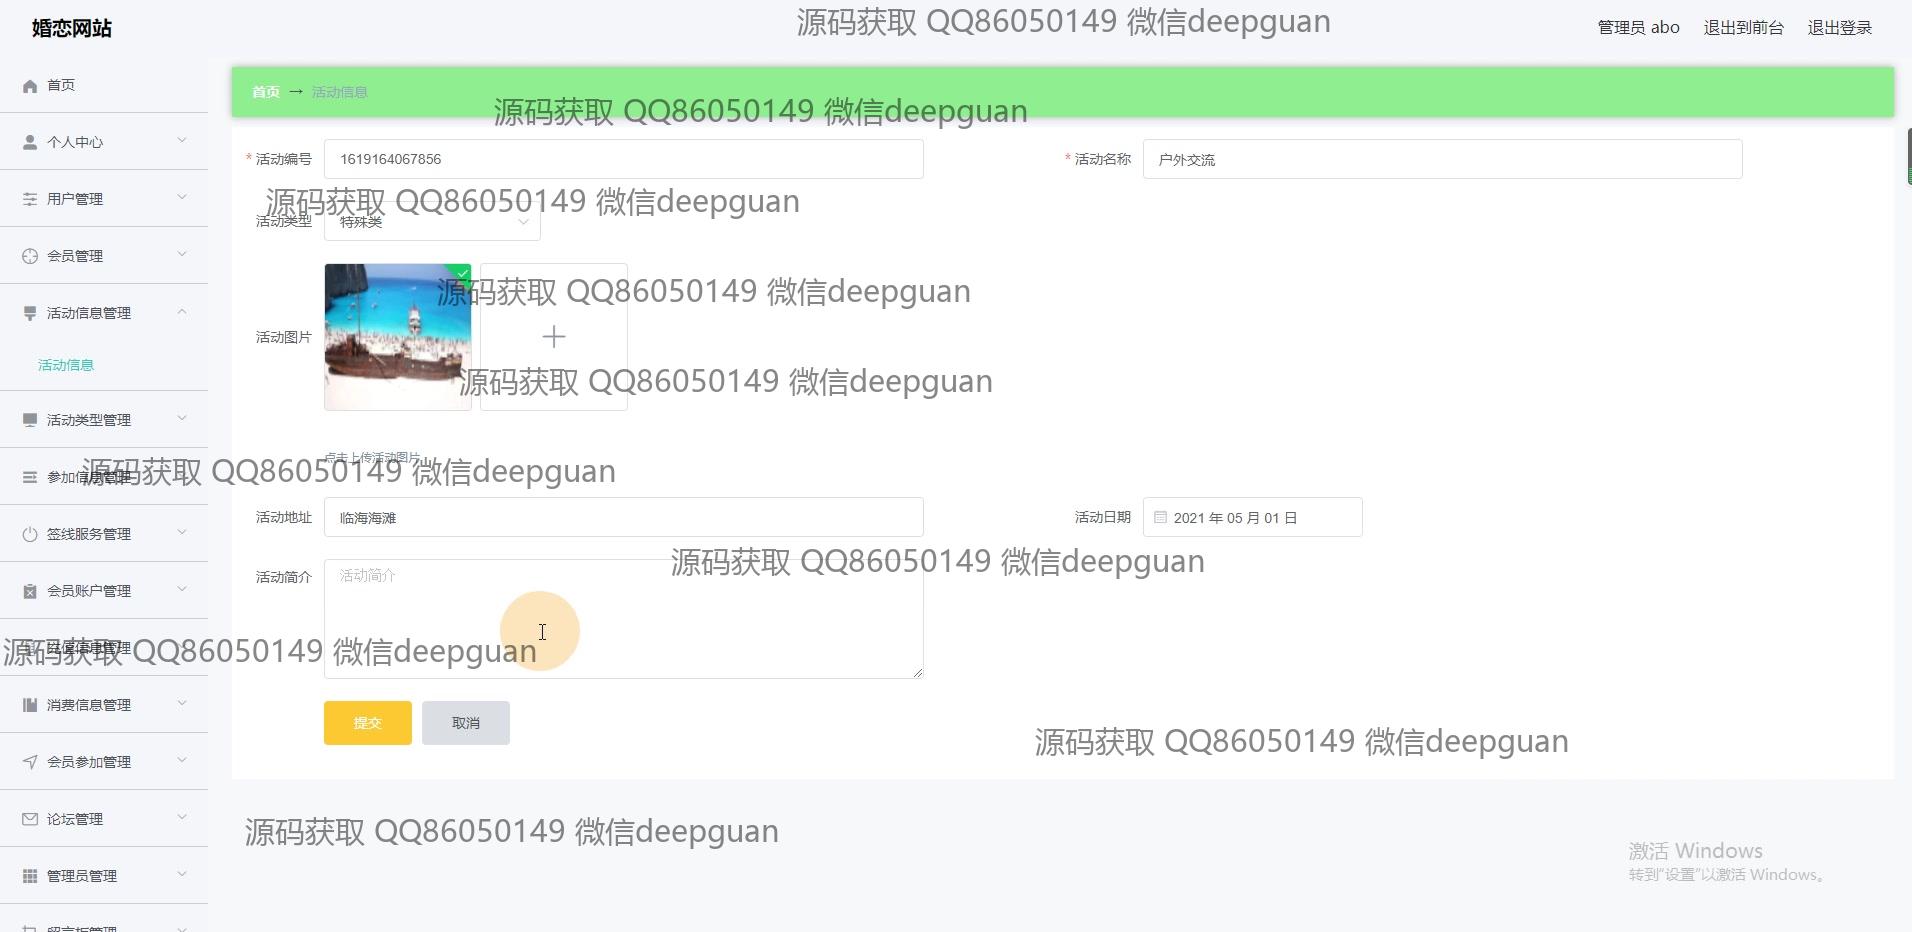 婚恋网站
源码获取 QQ86050149 微信deepguan
管理员 abo 退出到前台 退出登录
首页
个人中心
用户管理
会员管理
活动信息管理
活动信息
活动类型管理
参加信息管理
签线服务管理
会员账户管理
充值信息管理
消费信息管理
会员参加管理
论坛管理
管理员管理
留言板管理
首页 → 活动信息
源码获取 QQ86050149 微信deepguan
* 活动编号 1619164067856
* 活动名称 户外交流
源码获取 QQ86050149 微信deepguan
活动类型 特殊类
源码获取 QQ86050149 微信deepguan
活动图片
源码获取 QQ86050149 微信deepguan
点击上传活动图片
源码获取 QQ86050149 微信deepguan
活动地址 临海海滩
活动日期 2021 年 05 月 01 日
源码获取 QQ86050149 微信deepguan
活动简介 活动简介
源码获取 QQ86050149 微信deepguan
提交 取消
源码获取 QQ86050149 微信deepguan
源码获取 QQ86050149 微信deepguan
激活 Windows
转到“设置”以激活 Windows。